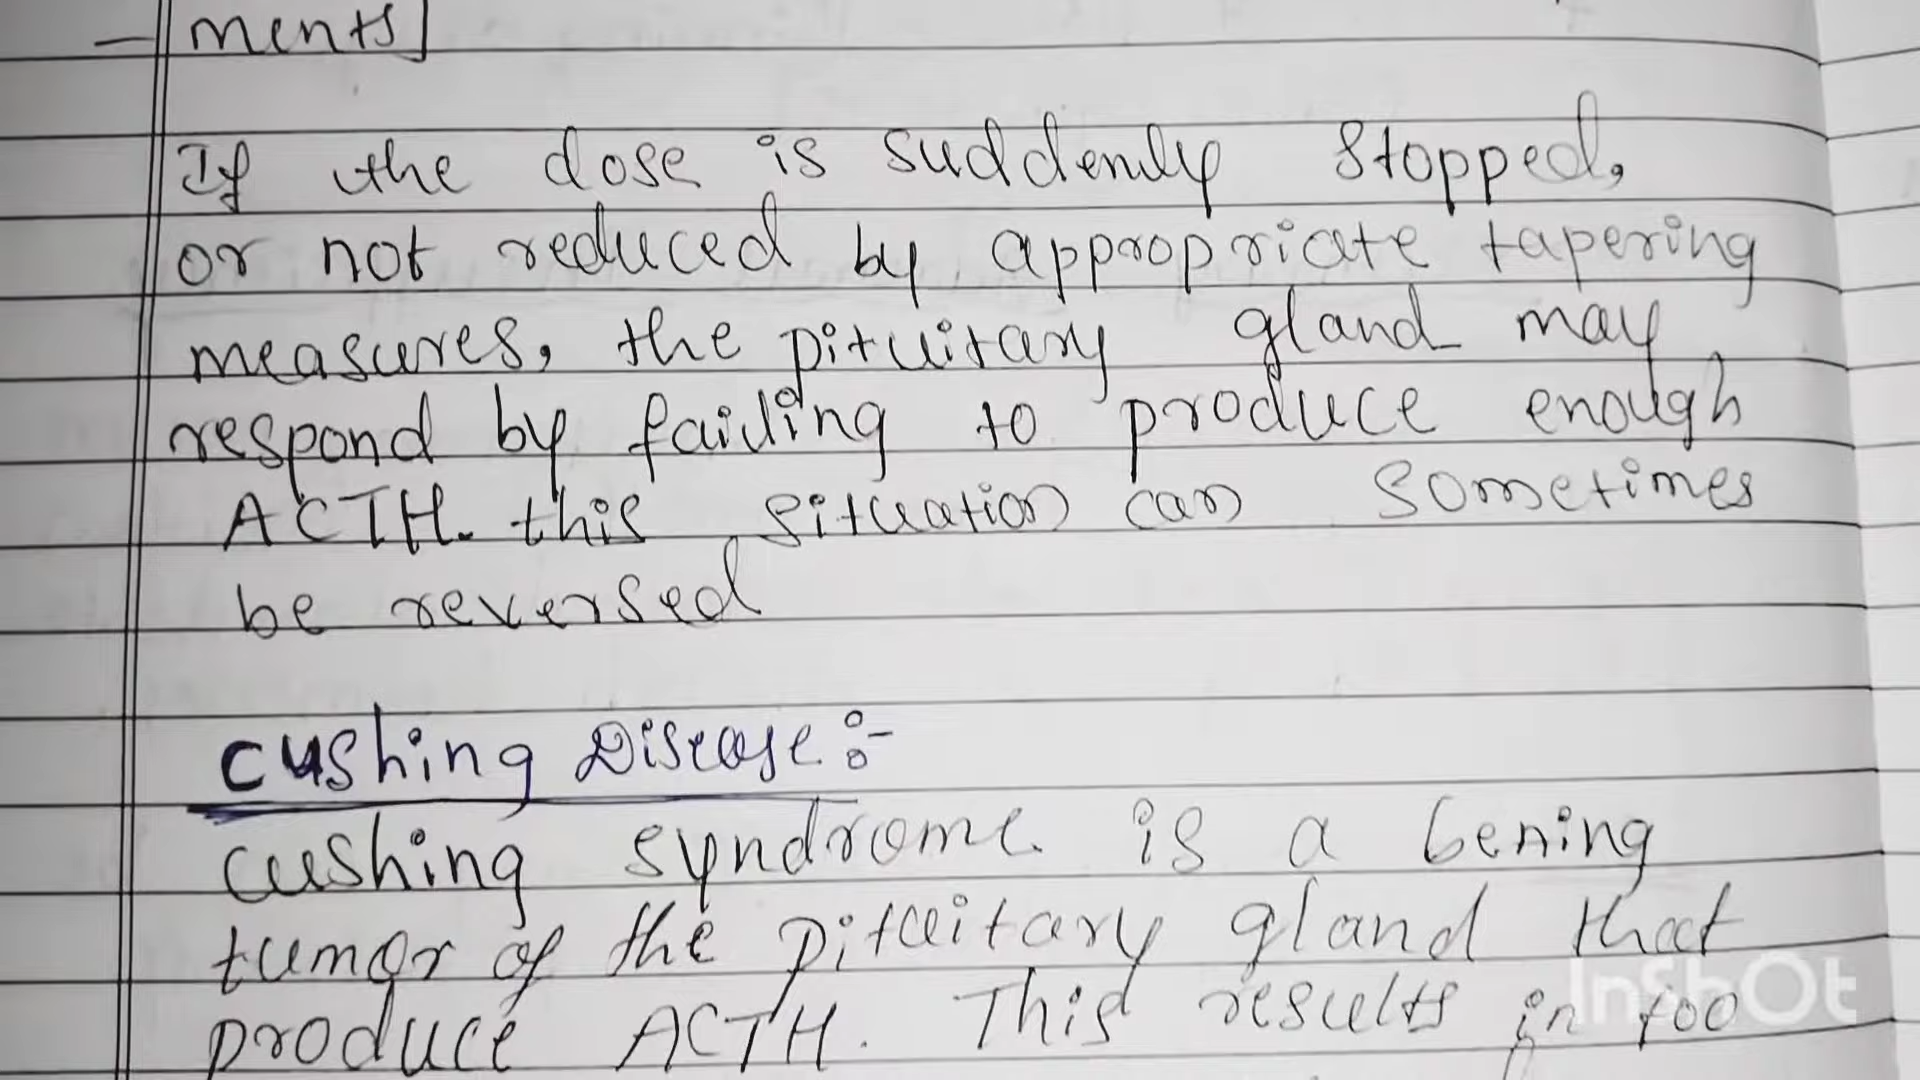 ments]
If the dose is suddenly stopped,
or not reduced by appropriate tapering
measures, the pituitary gland may
respond by failing to produce enough
ACTH. this situation can sometimes
be reversed
Cushing Disease :-
cushing syndrome is a bening
tumor of the pituitary gland that
produce ACTH. This results in too
InShOt